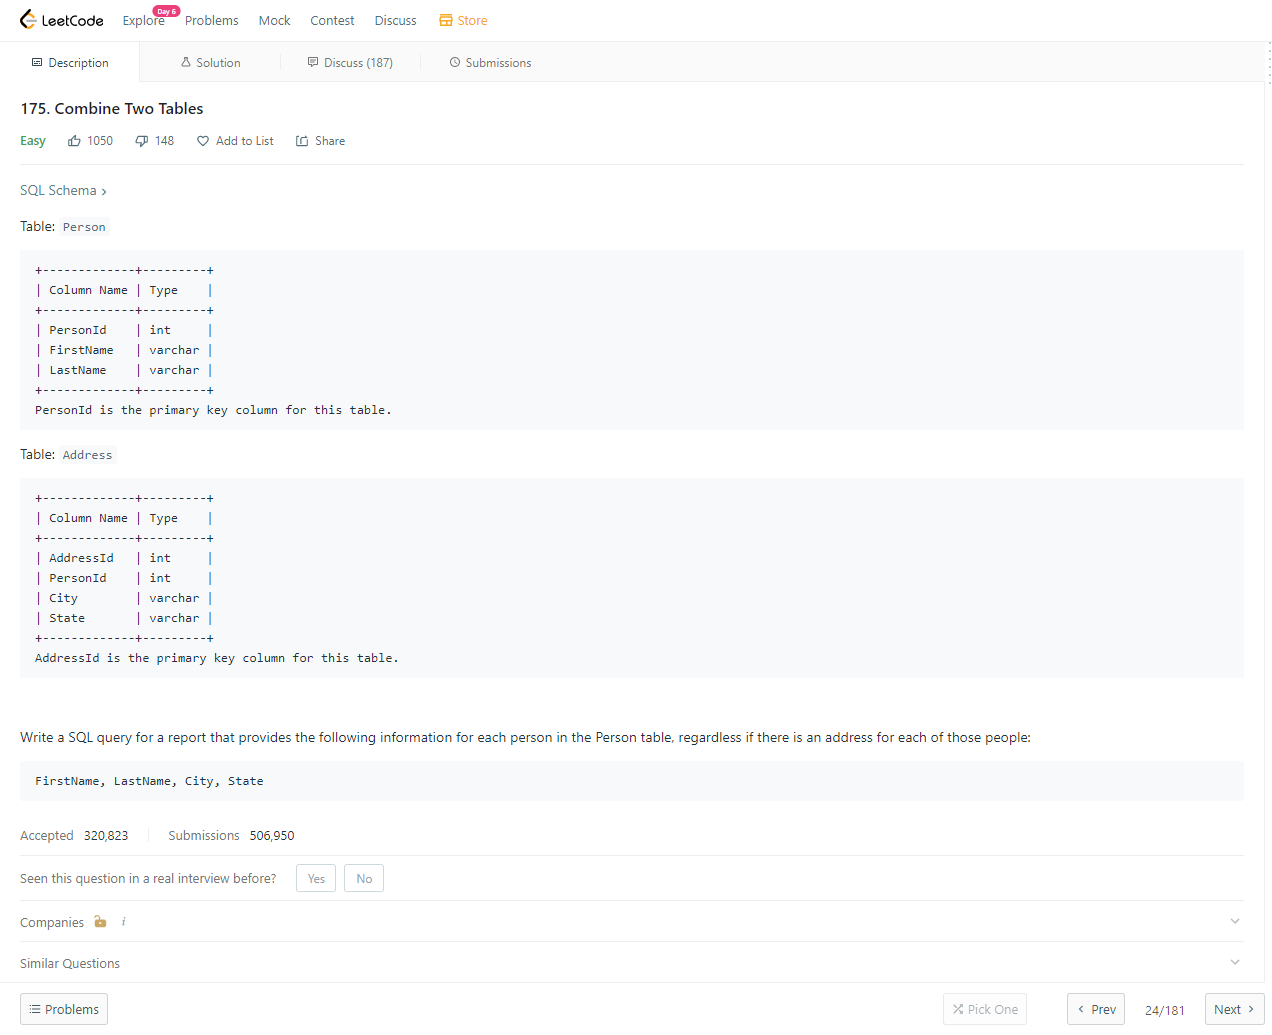 LeetCode Explore Day 6 Problems Mock Contest Discuss Store
Description Solution Discuss (187) Submissions
175. Combine Two Tables
Easy 1050 148 Add to List Share
SQL Schema >
Table: Person
+-------------+---------+
| Column Name | Type    |
+-------------+---------+
| PersonId    | int     |
| FirstName   | varchar |
| LastName    | varchar |
+-------------+---------+
PersonId is the primary key column for this table.
Table: Address
+-------------+---------+
| Column Name | Type    |
+-------------+---------+
| AddressId   | int     |
| PersonId    | int     |
| City        | varchar |
| State       | varchar |
+-------------+---------+
AddressId is the primary key column for this table.
Write a SQL query for a report that provides the following information for each person in the Person table, regardless if there is an address for each of those people:
FirstName, LastName, City, State
Accepted 320,823 Submissions 506,950
Seen this question in a real interview before? Yes No
Companies i
Similar Questions
Problems Pick One < Prev 24/181 Next >